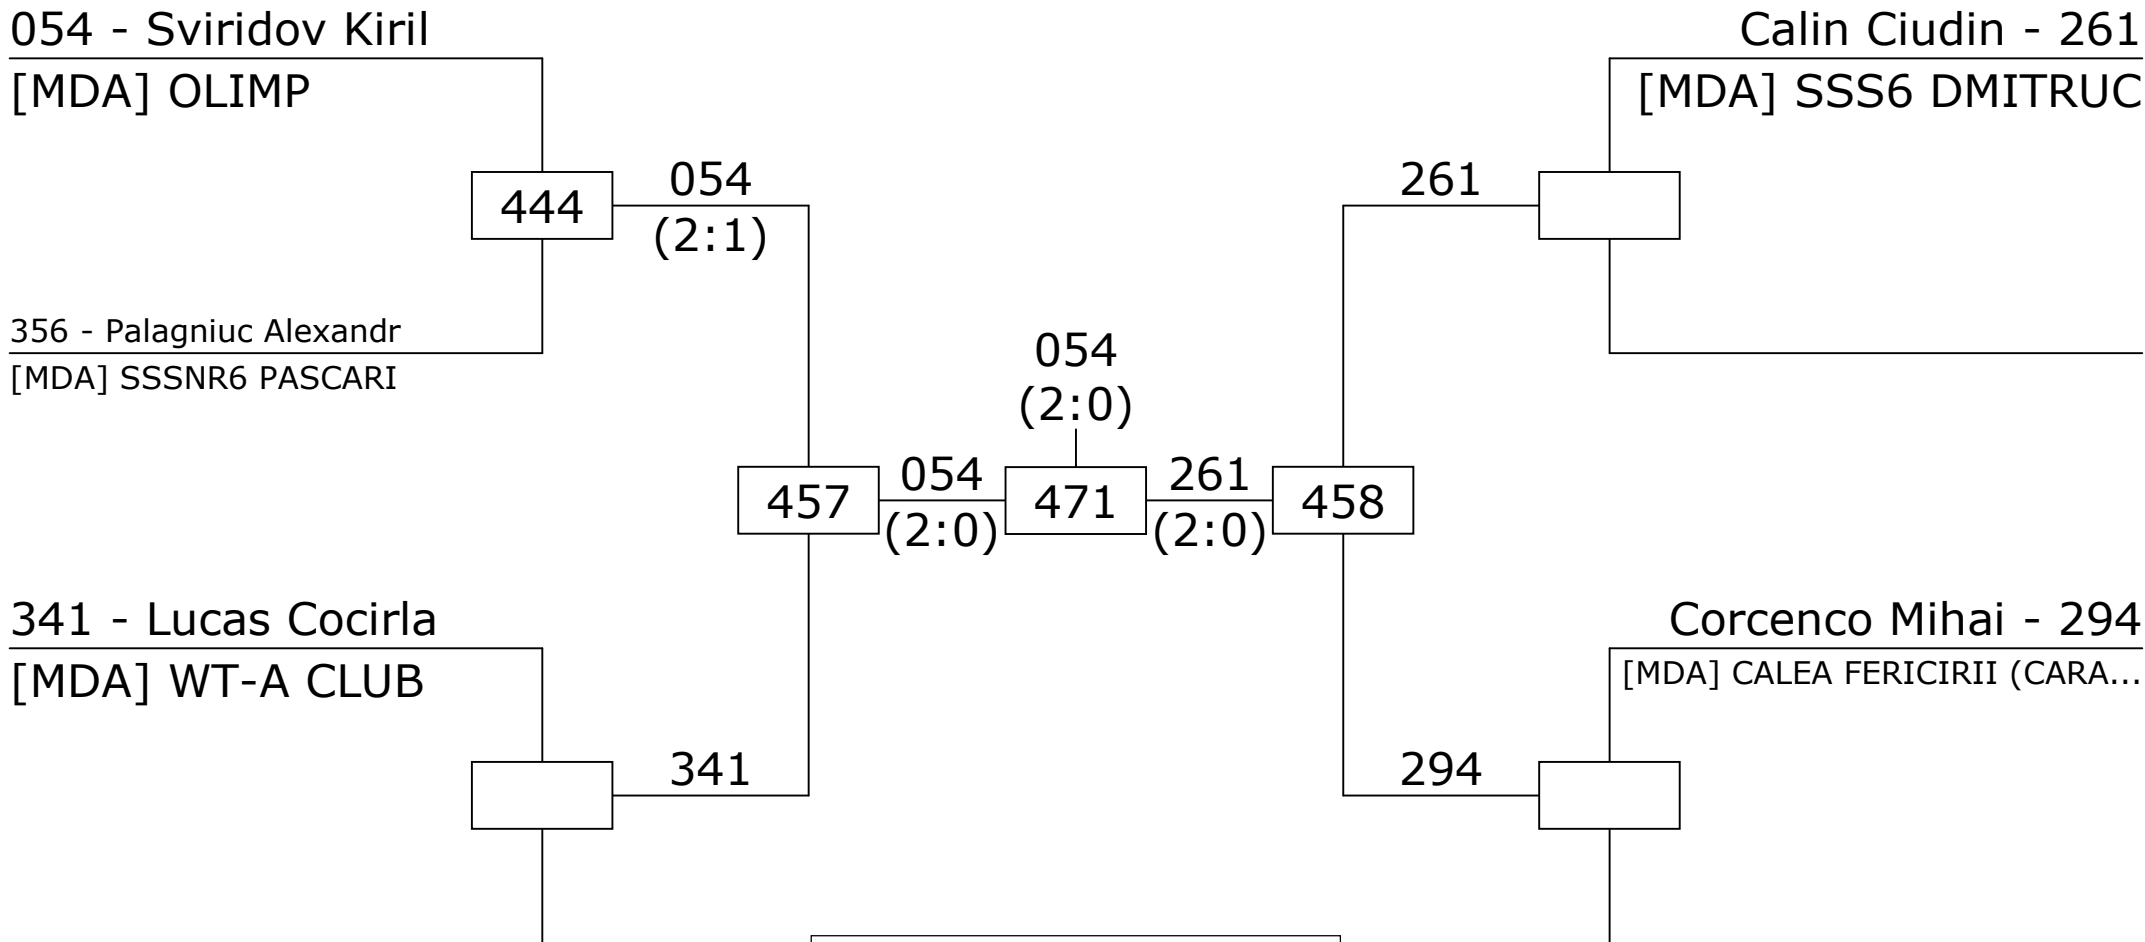 054 - Sviridov Kiril
[MDA] OLIMP
Calin Ciudin - 261
[MDA] SSS6 DMITRUC
444
054
(2:1)
261
356 - Palagniuc Alexandr
[MDA] SSSNR6 PASCARI
054
(2:0)
457
054
(2:0)
471
261
(2:0)
458
341 - Lucas Cocirla
[MDA] WT-A CLUB
Corcenco Mihai - 294
[MDA] CALEA FERICIRII (CARA...
341
294